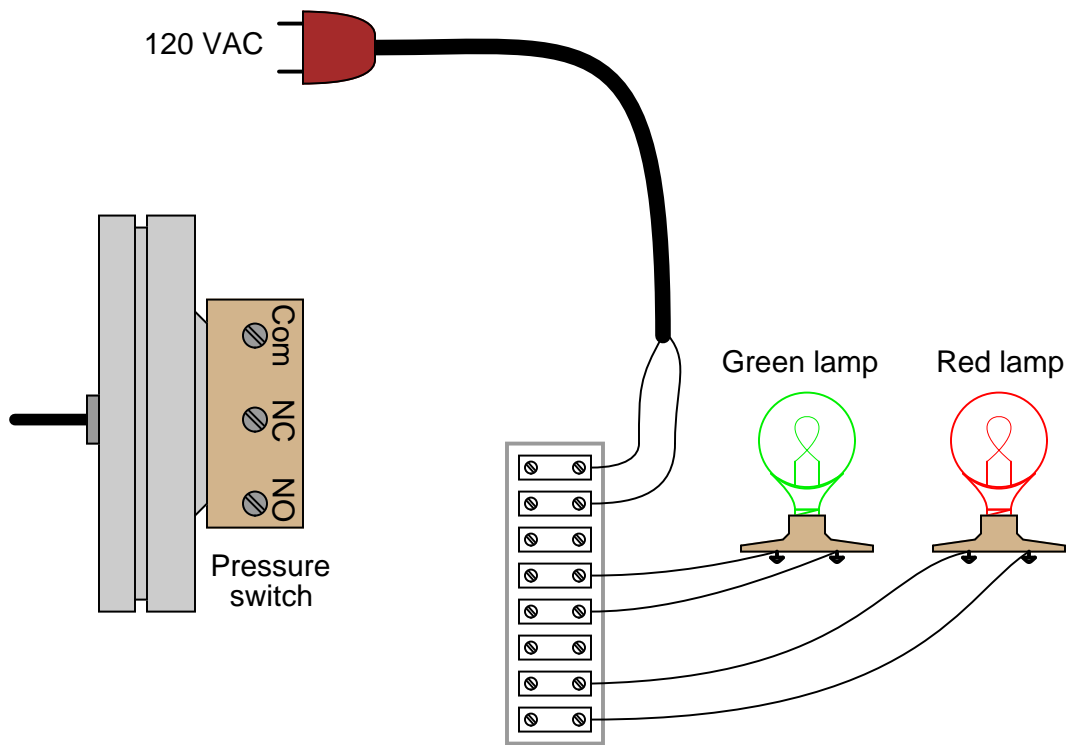 120 VAC
Com
NC
NO
Pressure
switch
Green lamp
Red lamp